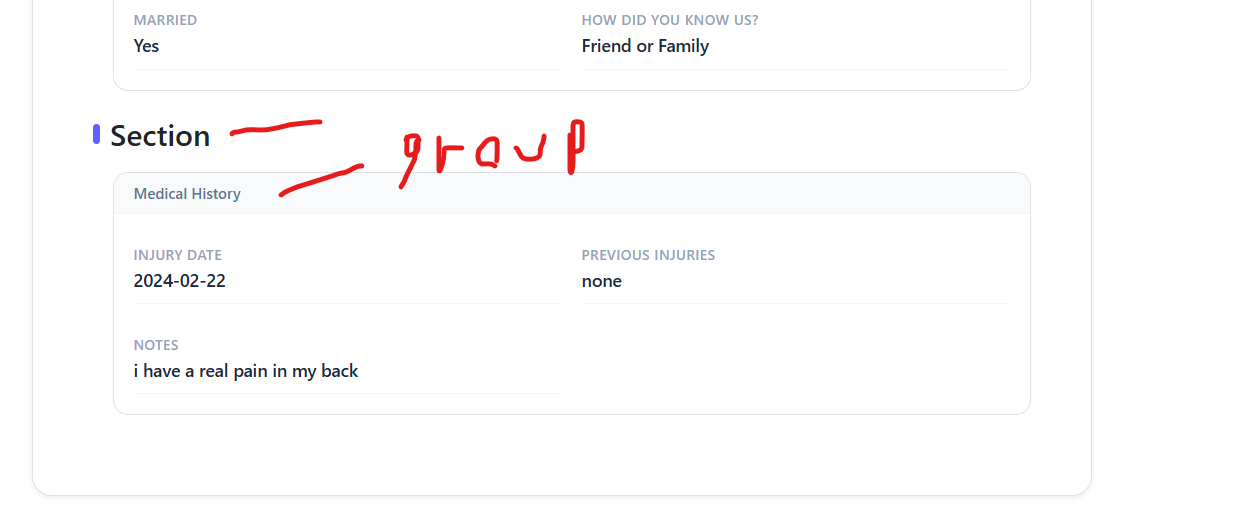 MARRIED HOW DID YOU KNOW US?
Yes Friend or Family
Section
group
Medical History
INJURY DATE PREVIOUS INJURIES
2024-02-22 none
NOTES
i have a real pain in my back